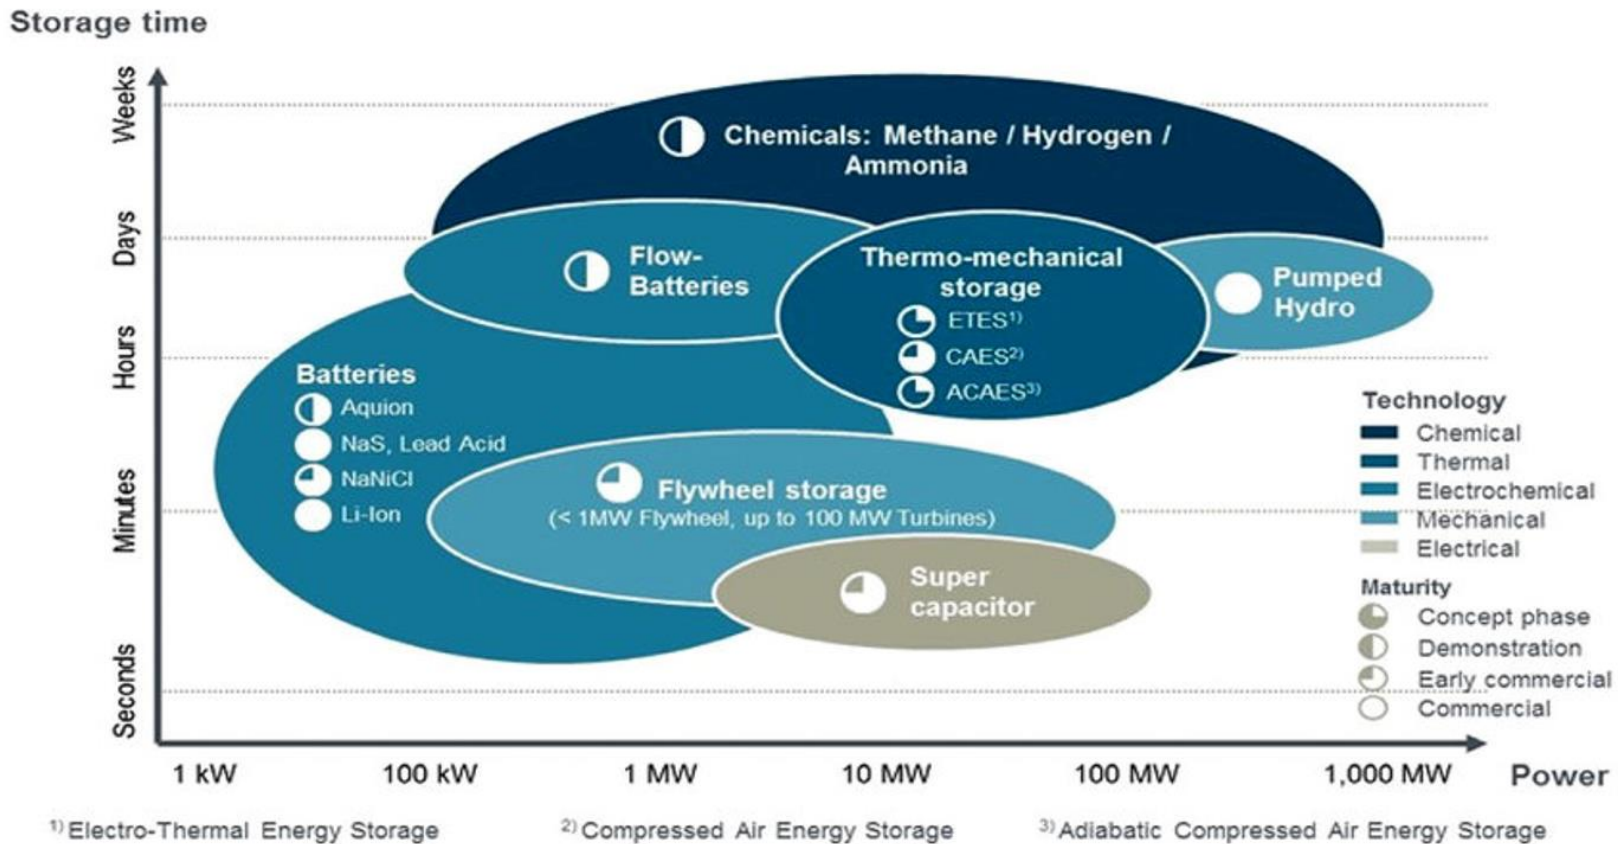 Storage time
Weeks
Days
Hours
Minutes
Seconds
Chemicals: Methane / Hydrogen /
Ammonia
Flow-
Batteries
Thermo-mechanical
storage
ETES1)
CAES2)
ACAES3)
Pumped
Hydro
Batteries
Aquion
NaS, Lead Acid
NaNiCl
Li-Ion
Flywheel storage
(< 1MW Flywheel, up to 100 MW Turbines)
Super
capacitor
Technology
Chemical
Thermal
Electrochemical
Mechanical
Electrical
Maturity
Concept phase
Demonstration
Early commercial
Commercial
1 kW 100 kW 1 MW 10 MW 100 MW 1,000 MW Power
1) Electro-Thermal Energy Storage 2) Compressed Air Energy Storage 3) Adiabatic Compressed Air Energy Storage